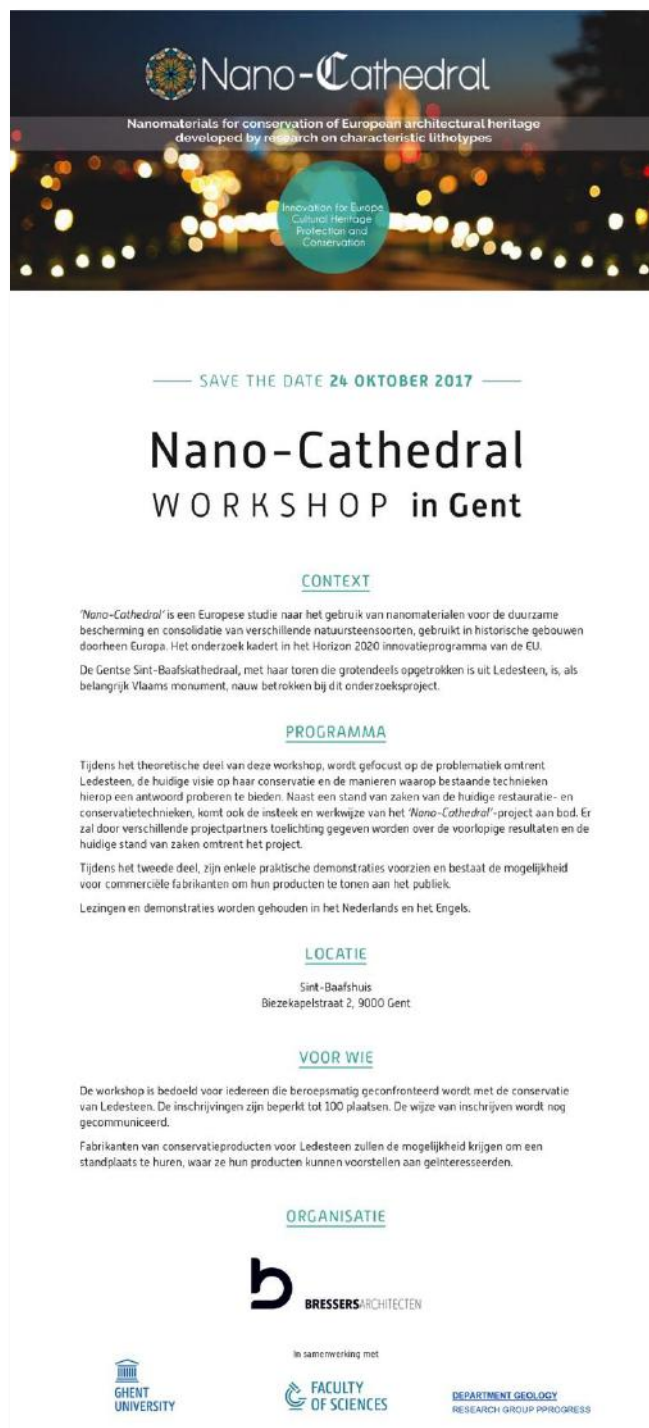 Nano-Cathedral
Nanomaterials for conservation of European architectural heritage
developed by research on characteristic lithotypes
Innovation for Europe
Cultural Heritage
Protection and
Conservation
SAVE THE DATE 24 OKTOBER 2017
Nano-Cathedral
WORKSHOP in Gent
CONTEXT
'Nano-Cathedral' is een Europese studie naar het gebruik van nanomaterialen voor de duurzame
bescherming en consolidatie van verschillende natuursteensoorten, gebruikt in historische gebouwen
doorheen Europa. Het onderzoek kadert in het Horizon 2020 innovatieprogramma van de EU.
De Gentse Sint-Baafskathedraal, met haar toren die grotendeels opgetrokken is uit Ledesteen, is, als
belangrijk Vlaams monument, nauw betrokken bij dit onderzoeksproject.
PROGRAMMA
Tijdens het theoretische deel van deze workshop, wordt gefocust op de problematiek omtrent
Ledesteen, de huidige visie op haar conservatie en de manieren waarop bestaande technieken
hierop een antwoord proberen te bieden. Naast een stand van zaken van de huidige restauratie- en
conservatietechnieken, komt ook de insteek en werkwijze van het 'Nano-Cathedral'-project aan bod. Er
zal door verschillende projectpartners toelichting gegeven worden over de voorlopige resultaten en de
huidige stand van zaken omtrent het project.
Tijdens het tweede deel, zijn enkele praktische demonstraties voorzien en bestaat de mogelijkheid
voor commerciële fabrikanten om hun producten te tonen aan het publiek.
Lezingen en demonstraties worden gehouden in het Nederlands en het Engels.
LOCATIE
Sint-Baafshuis
Biezekapelstraat 2, 9000 Gent
VOOR WIE
De workshop is bedoeld voor iedereen die beroepsmatig geconfronteerd wordt met de conservatie
van Ledesteen. De inschrijvingen zijn beperkt tot 100 plaatsen. De wijze van inschrijven wordt nog
gecommuniceerd.
Fabrikanten van conservatieproducten voor Ledesteen zullen de mogelijkheid krijgen om een
standplaats te huren, waar ze hun producten kunnen voorstellen aan geïnteresseerden.
ORGANISATIE
b BRESSERSARCHITECTEN
In samenwerking met
GHENT
UNIVERSITY
FACULTY
OF SCIENCES
DEPARTMENT GEOLOGY
RESEARCH GROUP PPROGRESS